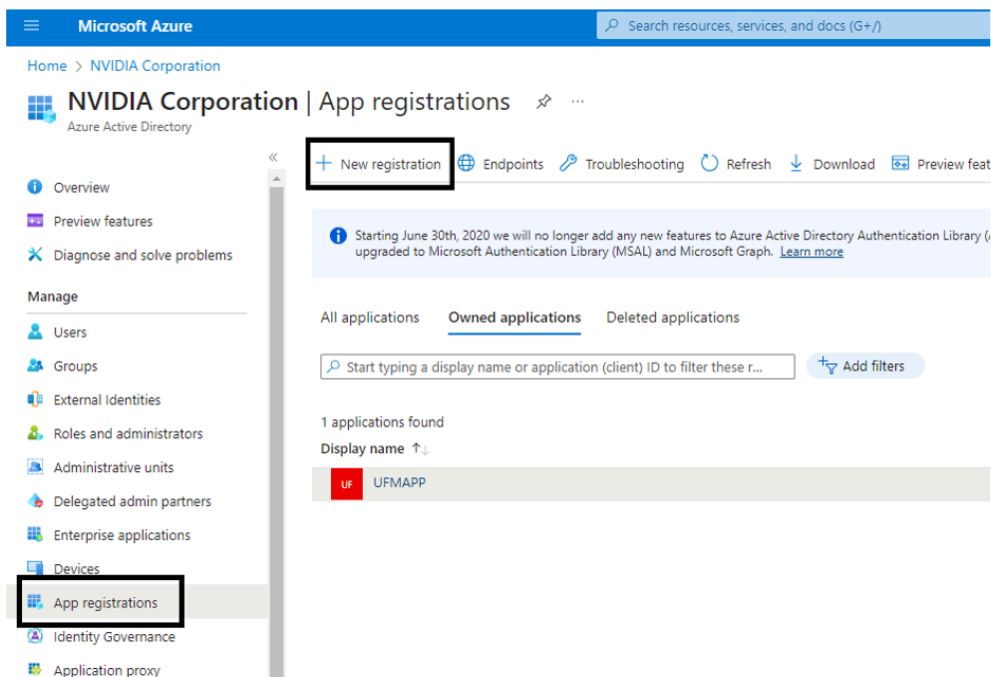 Microsoft Azure
Search resources, services, and docs (G+/)
Home > NVIDIA Corporation
NVIDIA Corporation | App registrations
Azure Active Directory
New registration
Endpoints
Troubleshooting
Refresh
Download
Preview feat
Overview
Preview features
Diagnose and solve problems
Manage
Users
Groups
External Identities
Roles and administrators
Administrative units
Delegated admin partners
Enterprise applications
Devices
App registrations
Identity Governance
Application proxy
Starting June 30th, 2020 we will no longer add any new features to Azure Active Directory Authentication Library (
upgraded to Microsoft Authentication Library (MSAL) and Microsoft Graph. Learn more
All applications
Owned applications
Deleted applications
Start typing a display name or application (client) ID to filter these r...
Add filters
1 applications found
Display name
UF
UFMAPP